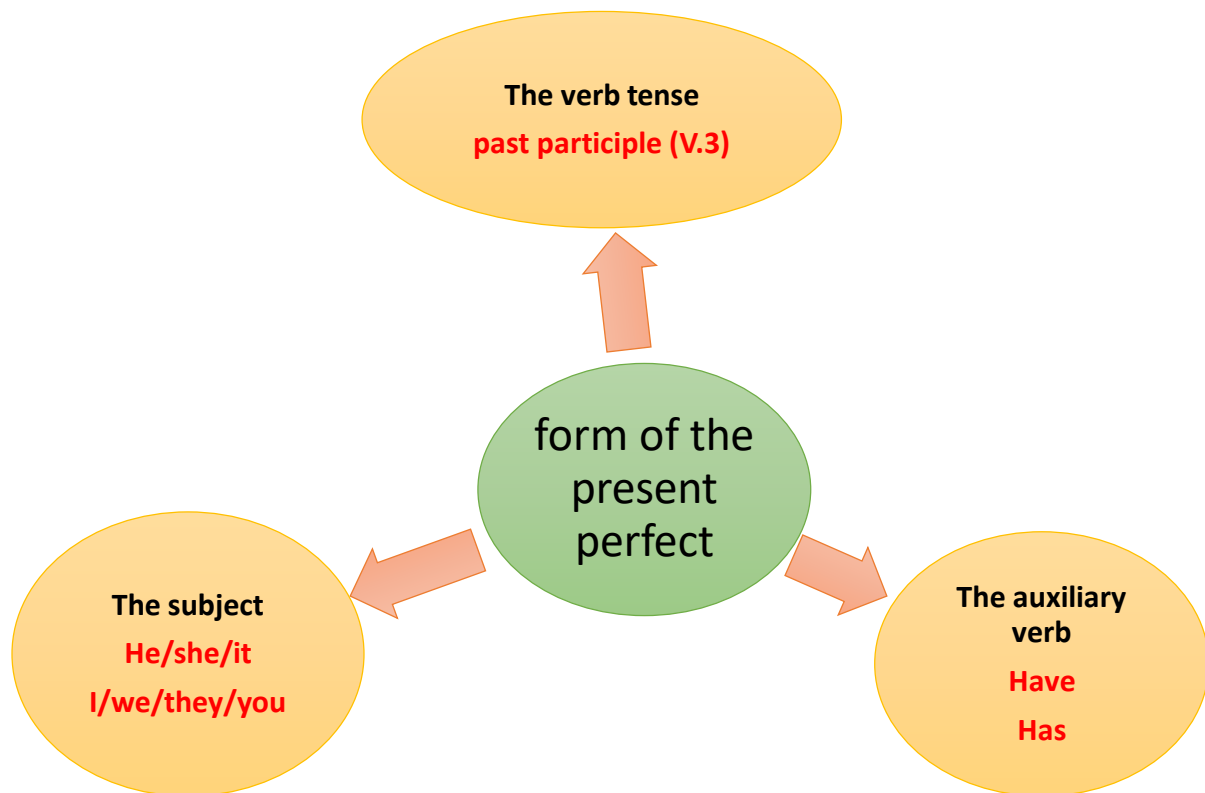 The verb tense
past participle (V.3)
form of the
present
perfect
The subject
He/she/it
I/we/they/you
The auxiliary
verb
Have
Has